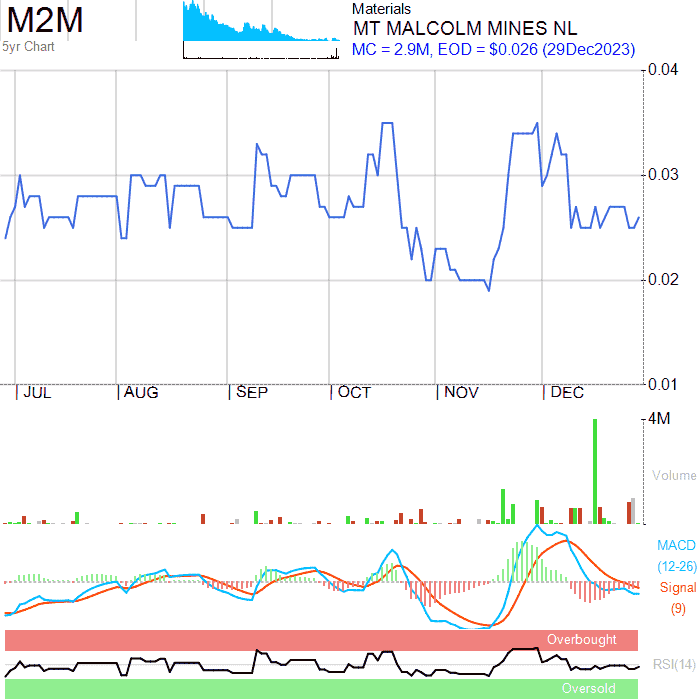 M2M
5yr Chart
Materials
MT MALCOLM MINES NL
MC = 2.9M, EOD = $0.026 (29Dec2023)
0.04
0.03
0.02
0.01
JUL AUG SEP OCT NOV DEC
4M
Volume
MACD
(12-26)
Signal
(9)
Overbought
RSI(14)
Oversold